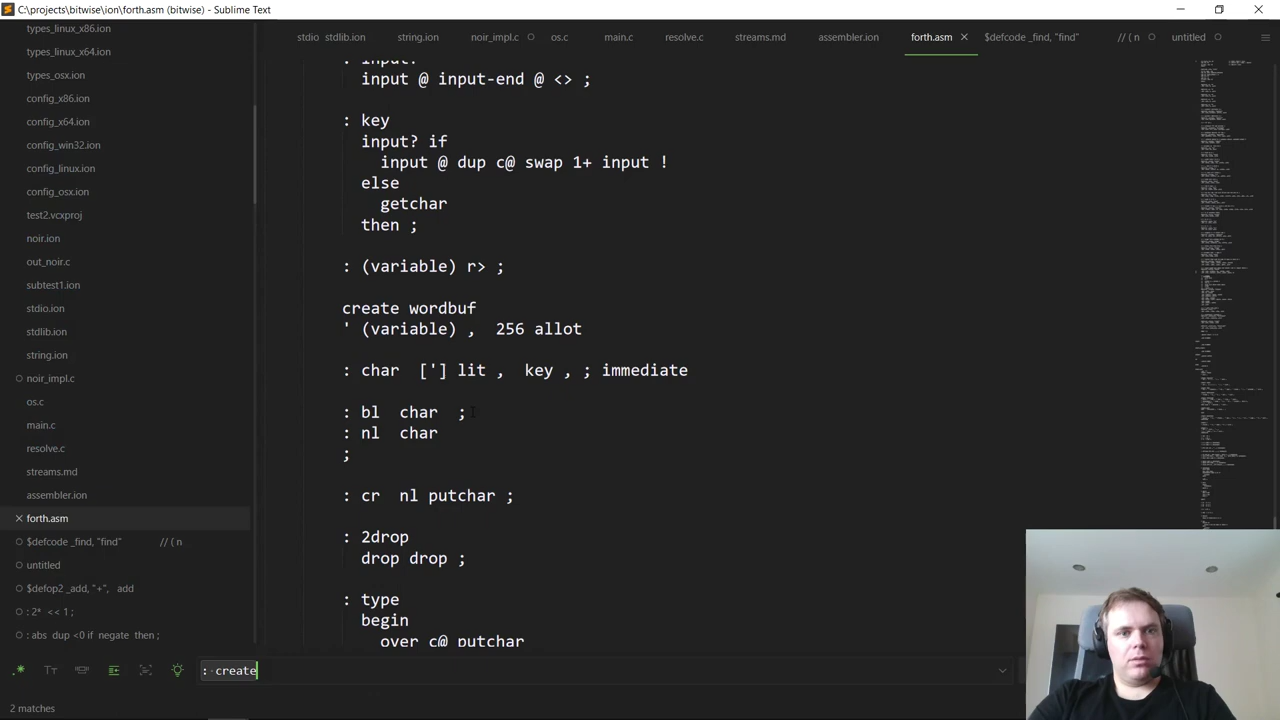 C:\projects\bitwise\ion\forth.asm (bitwise) - Sublime Text
types_linux_x86.ion
types_linux_x64.ion
types_osx.ion
config_x86.ion
config_x64.ion
config_win32.ion
config_linux.ion
config_osx.ion
test2.vcxproj
noir.ion
out_noir.c
subtest1.ion
stdio.ion
stdlib.ion
string.ion
noir_impl.c
os.c
main.c
resolve.c
streams.md
assembler.ion
forth.asm
$defcode _find, "find" // ( n
untitled
$defop2 _add, "+", add
: 2* << 1 ;
: abs dup <0 if negate then ;
stdio stdlib.ion string.ion noir_impl.c os.c main.c resolve.c streams.md assembler.ion forth.asm $defcode _find, "find" // ( n untitled
: input?
input @ input-end @ <> ;
: key
input? if
input @ dup c@ swap 1+ input !
else
getchar
then ;
: (variable) r> ;
create wordbuf
' (variable) , 256 allot
: char ['] lit , key , ; immediate
: bl char ;
: nl char
;
: cr nl putchar ;
: 2drop
drop drop ;
: type
begin
over c@ putchar
: create
2 matches